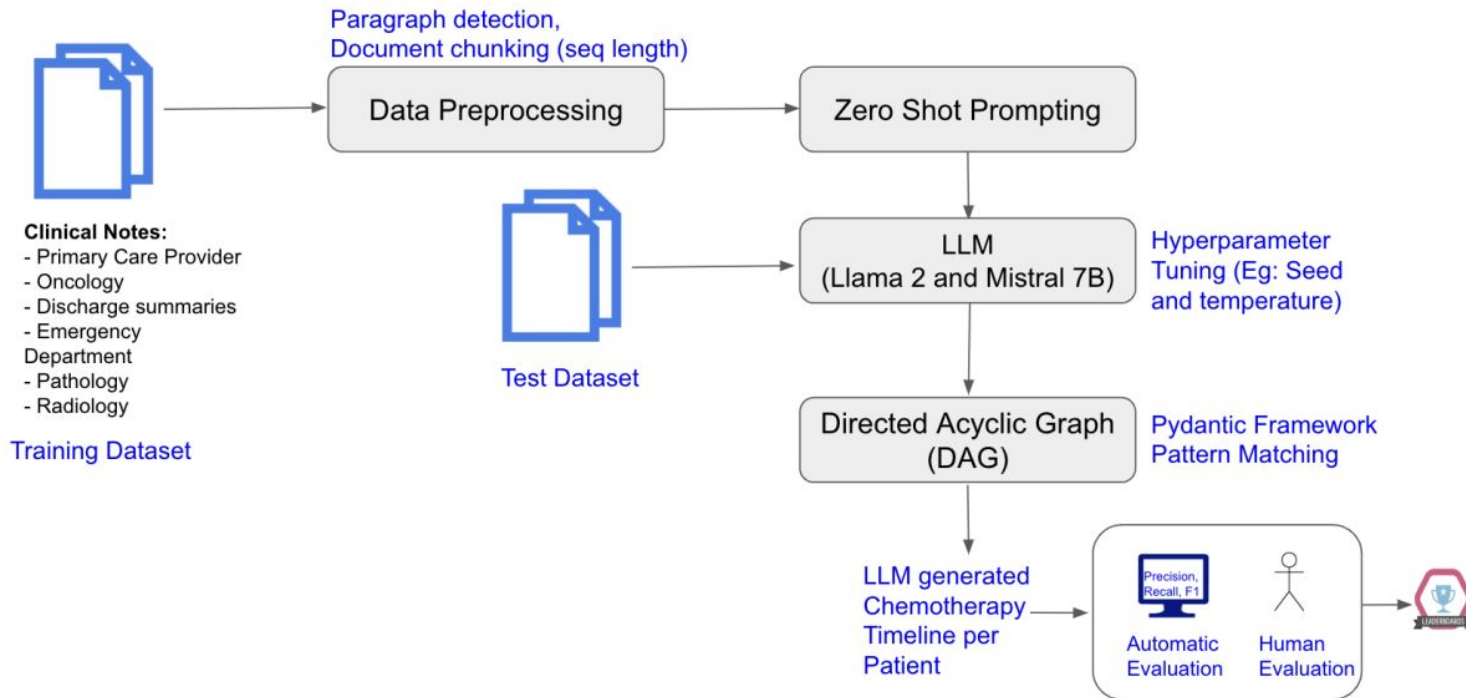 Paragraph detection,
Document chunking (seq length)
Data Preprocessing
Zero Shot Prompting
Clinical Notes:
- Primary Care Provider
- Oncology
- Discharge summaries
- Emergency
Department
- Pathology
- Radiology
Training Dataset
Test Dataset
LLM
(Llama 2 and Mistral 7B)
Hyperparameter
Tuning (Eg: Seed
and temperature)
Directed Acyclic Graph
(DAG)
Pydantic Framework
Pattern Matching
LLM generated
Chemotherapy
Timeline per
Patient
Precision,
Recall, F1
Automatic
Evaluation
Human
Evaluation
LEADERBOARDS